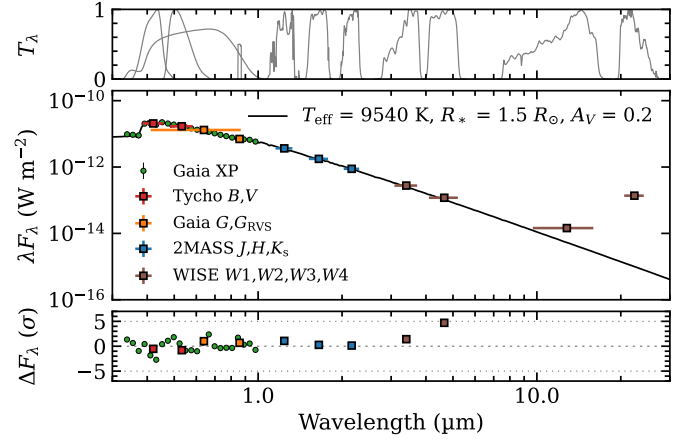 1
0
T_λ
10⁻¹⁰
10⁻¹²
10⁻¹⁴
10⁻¹⁶
λF_λ (W m⁻²)
T_eff = 9540 K, R_* = 1.5 R_⊙, A_V = 0.2
Gaia XP
Tycho B,V
Gaia G,G_RVS
2MASS J,H,K_s
WISE W1,W2,W3,W4
5
0
−5
ΔF_λ (σ)
1.0
10.0
Wavelength (µm)